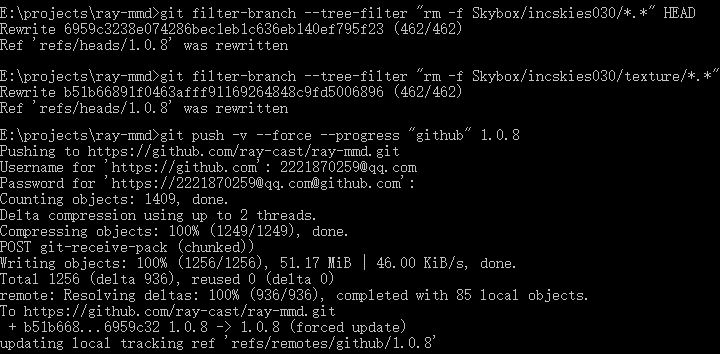 E:\projects\ray-mmd>git filter-branch --tree-filter "rm -f Skybox/incskies030/*.*" HEAD
Rewrite 6959c3238e074286bec1eb1c636eb140ef795f23 (462/462)
Ref 'refs/heads/1.0.8' was rewritten
E:\projects\ray-mmd>git filter-branch --tree-filter "rm -f Skybox/incskies030/texture/*.*"
Rewrite b51b66891f0463afff91169264848c9fd5006896 (462/462)
Ref 'refs/heads/1.0.8' was rewritten
E:\projects\ray-mmd>git push -v --force --progress "github" 1.0.8
Pushing to https://github.com/ray-cast/ray-mmd.git
Username for 'https://github.com': 2221870259@qq.com
Password for 'https://2221870259@qq.com@github.com':
Counting objects: 1409, done.
Delta compression using up to 2 threads.
Compressing objects: 100% (1249/1249), done.
POST git-receive-pack (chunked))
Writing objects: 100% (1256/1256), 51.17 MiB | 46.00 KiB/s, done.
Total 1256 (delta 936), reused 0 (delta 0)
remote: Resolving deltas: 100% (936/936), completed with 85 local objects.
To https://github.com/ray-cast/ray-mmd.git
 + b51b668...6959c32 1.0.8 -> 1.0.8 (forced update)
updating local tracking ref 'refs/remotes/github/1.0.8'